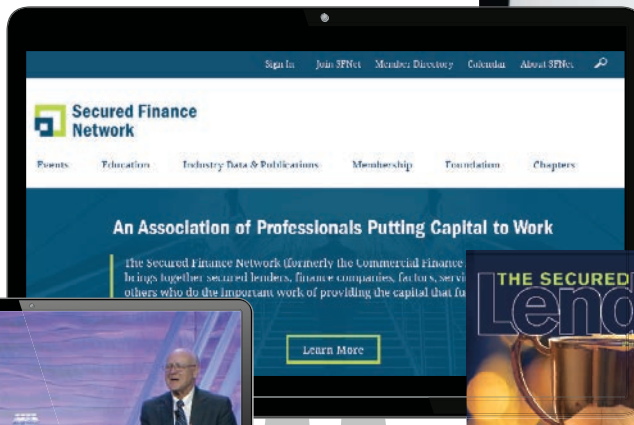 Sign In Join SFNet Member Directory Calendar About SFNet
Secured Finance
Network
Events Education Industry Data & Publications Membership Foundation Chapters
An Association of Professionals Putting Capital to Work
The Secured Finance Network (formerly the Commercial Finance
brings together secured lenders, finance companies, factors, servi
others who do the important work of providing the capital that fu
Learn More
THE SECURED
Lend